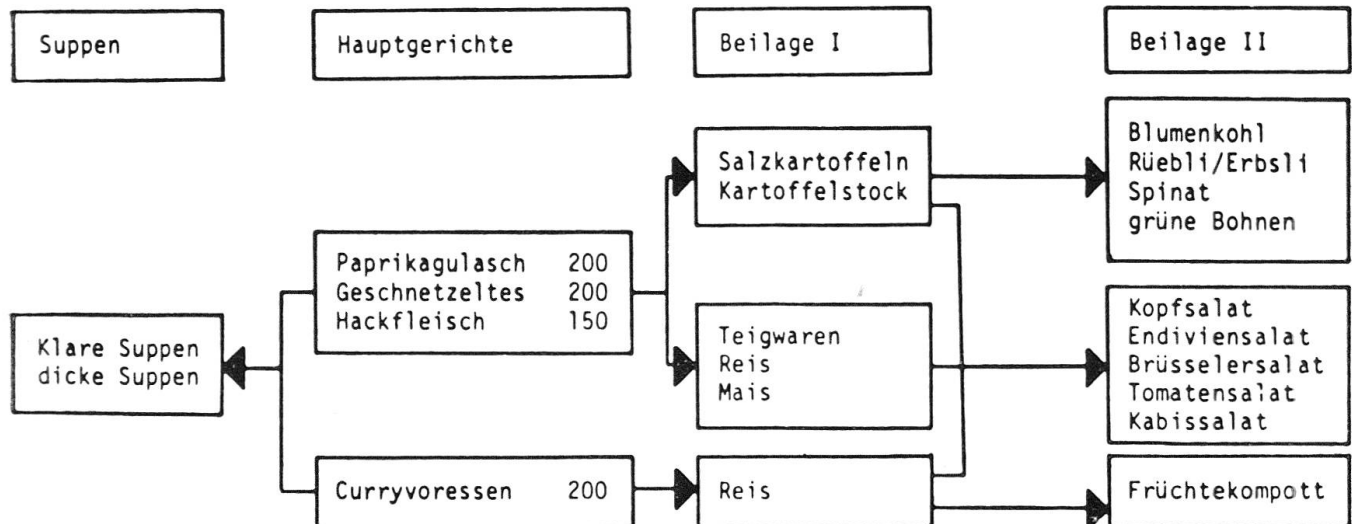 Suppen
Hauptgerichte
Beilage I
Beilage II
Klare Suppen
dicke Suppen
Paprikagulasch 200
Geschnetzeltes 200
Hackfleisch 150
Curryvoressen 200
Salzkartoffeln
Kartoffelstock
Teigwaren
Reis
Mais
Reis
Blumenkohl
Rüebli/Erbsli
Spinat
grüne Bohnen
Kopfsalat
Endiviensalat
Brüsselersalat
Tomatensalat
Kabissalat
Früchtekompott